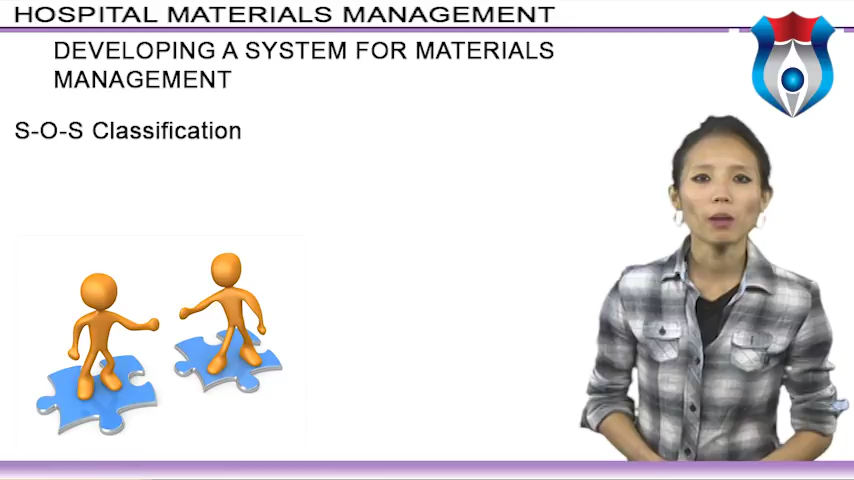 HOSPITAL MATERIALS MANAGEMENT
DEVELOPING A SYSTEM FOR MATERIALS
MANAGEMENT
S-O-S Classification